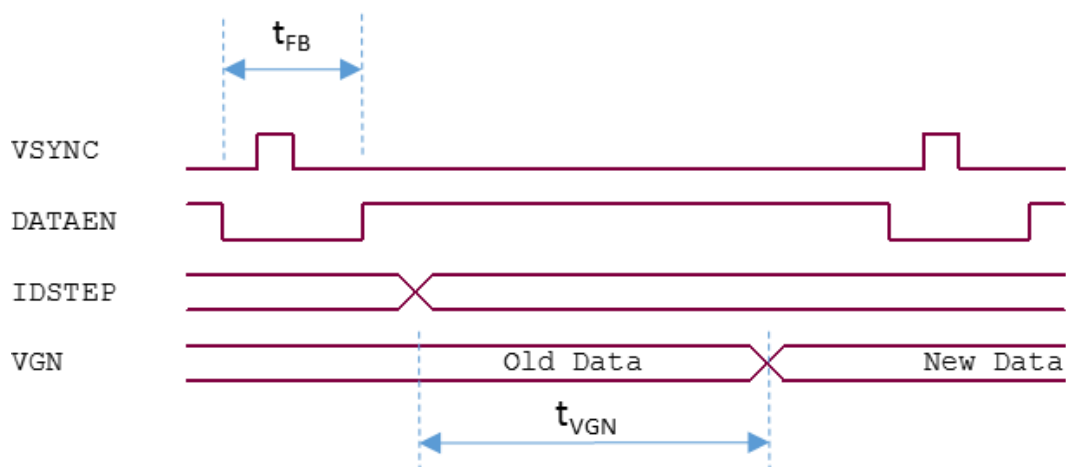 tFB
VSYNC
DATAEN
IDSTEP
VGN Old Data New Data
tVGN